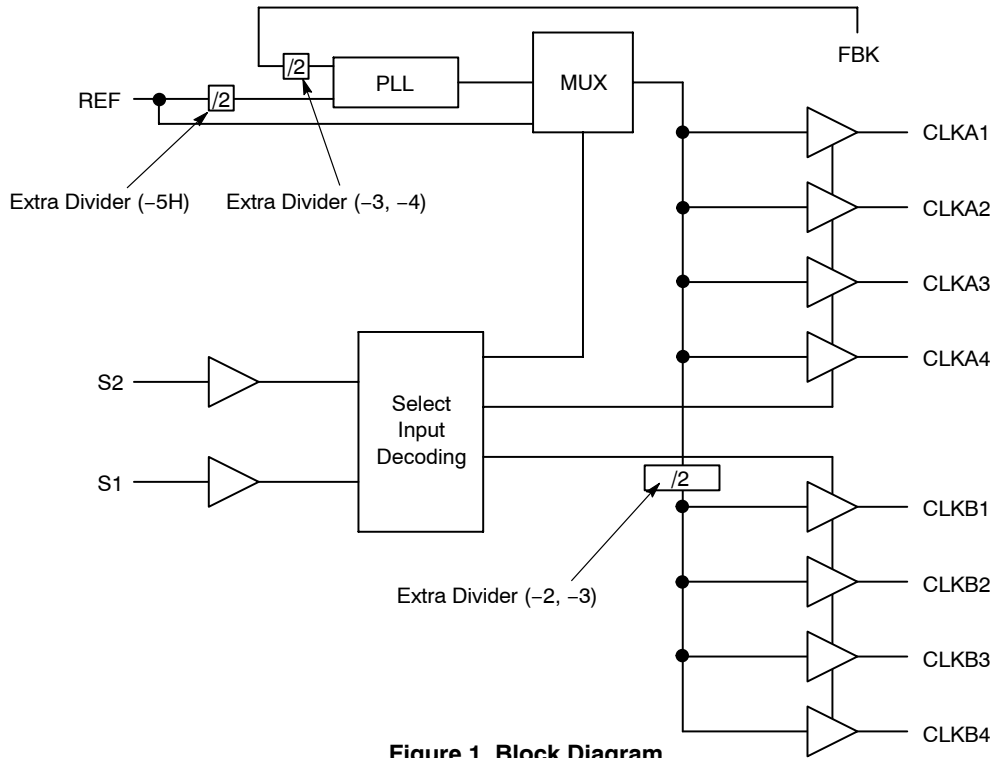 FBK
/2
PLL
MUX
REF
/2
CLKA1
Extra Divider (−5H)
Extra Divider (−3, −4)
CLKA2
CLKA3
CLKA4
S2
Select
Input
Decoding
S1
/2
CLKB1
Extra Divider (−2, −3)
CLKB2
CLKB3
CLKB4
Figure 1. Block Diagram